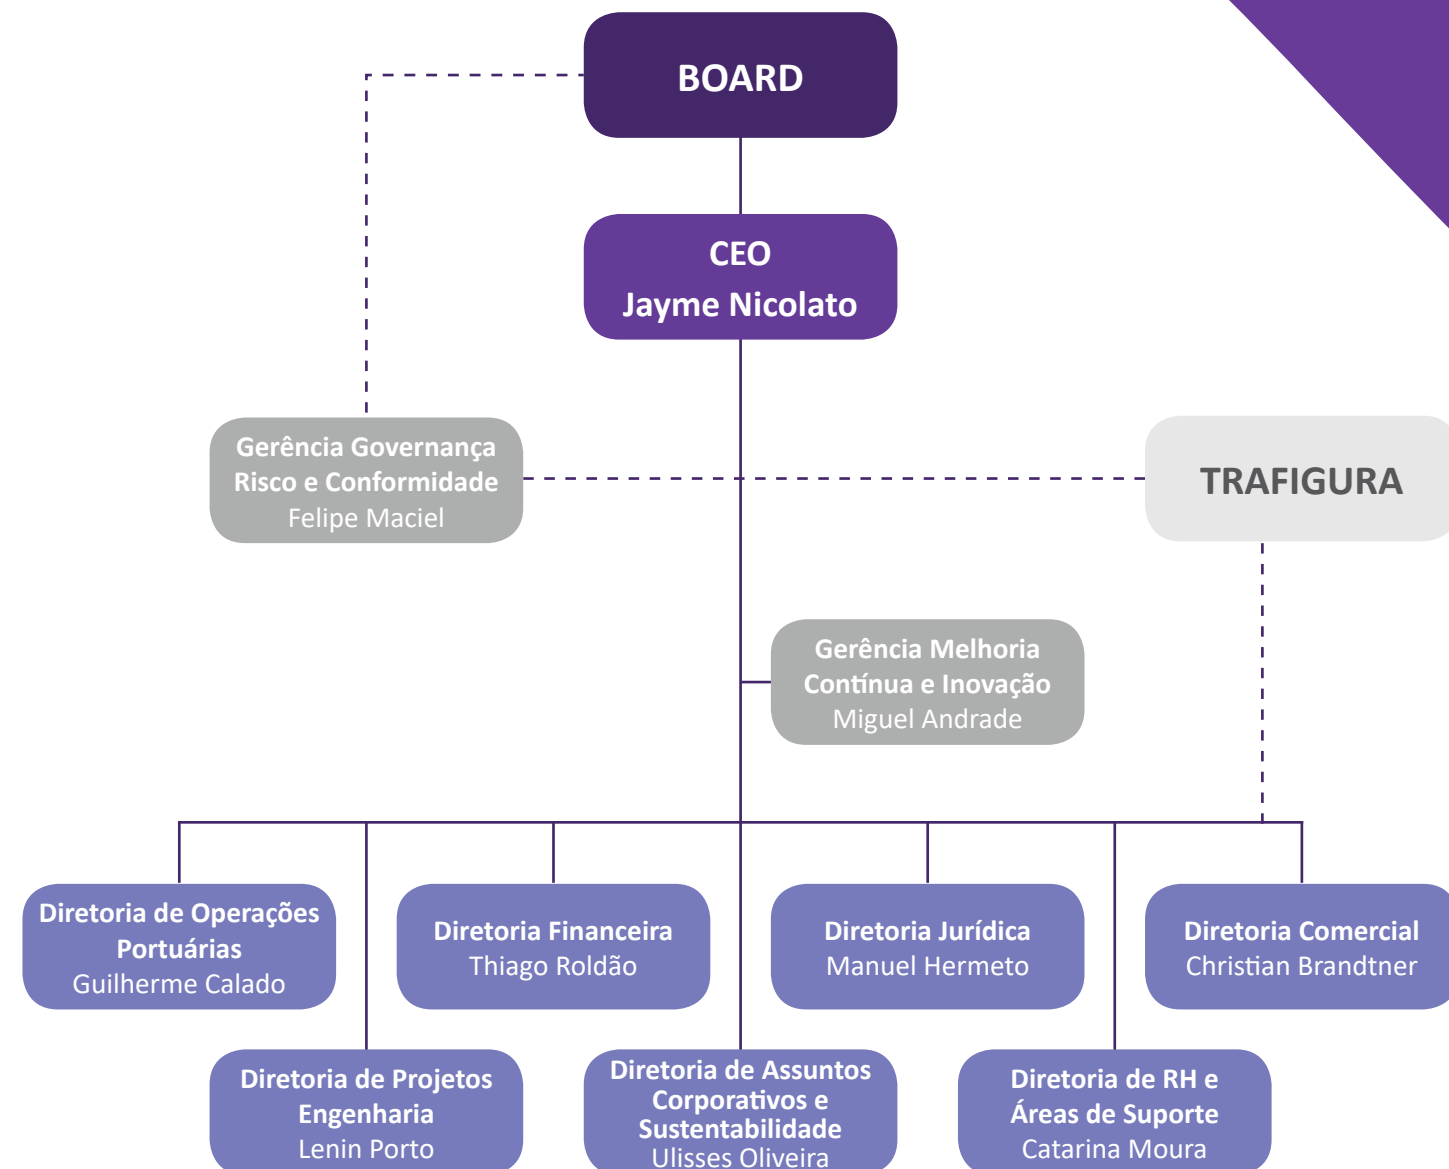 BOARD
CEO
Jayme Nicolato
Gerência Governança
Risco e Conformidade
Felipe Maciel
TRAFIGURA
Gerência Melhoria
Contínua e Inovação
Miguel Andrade
Diretoria de Operações
Portuárias
Guilherme Calado
Diretoria Financeira
Thiago Roldão
Diretoria Jurídica
Manuel Hermeto
Diretoria Comercial
Christian Brandtner
Diretoria de Projetos
Engenharia
Lenin Porto
Diretoria de Assuntos
Corporativos e
Sustentabilidade
Ulisses Oliveira
Diretoria de RH e
Áreas de Suporte
Catarina Moura